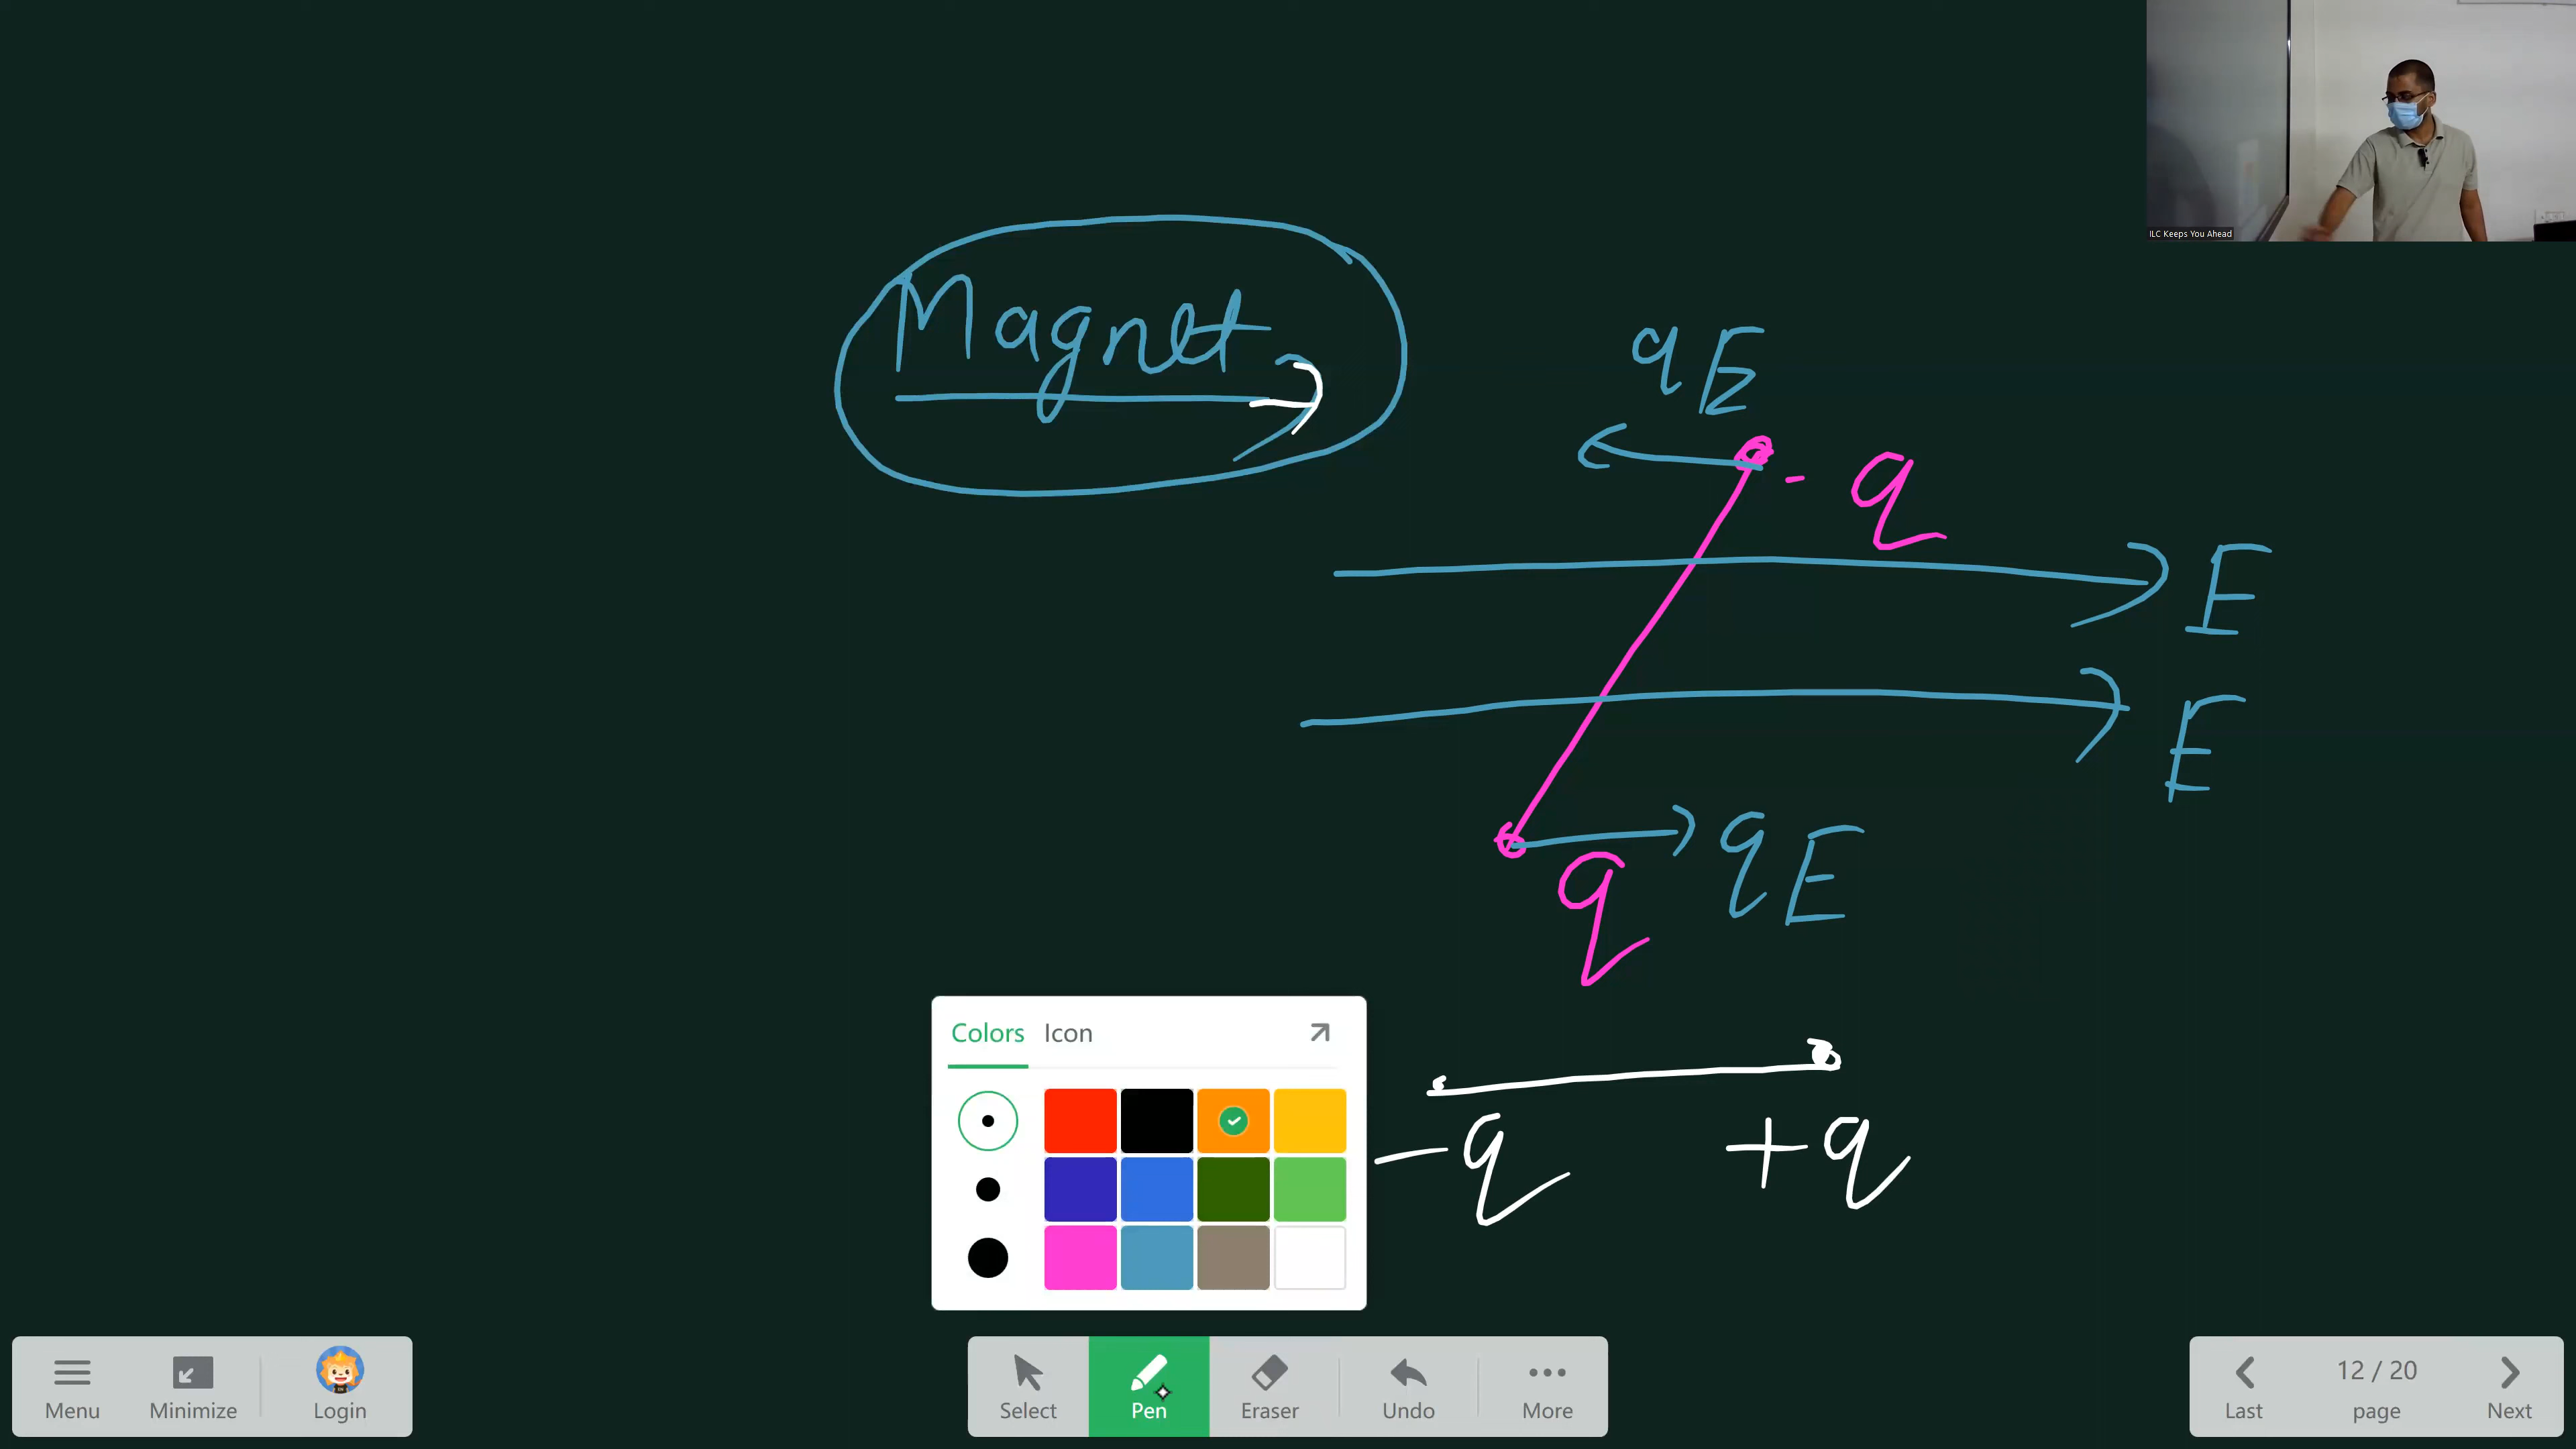 ILC Keeps You Ahead
Magnet
qE
- q
E
E
qE
q
-q +q
Colors Icon
Menu Minimize Login
Select Pen Eraser Undo More
Last 12 / 20 page Next